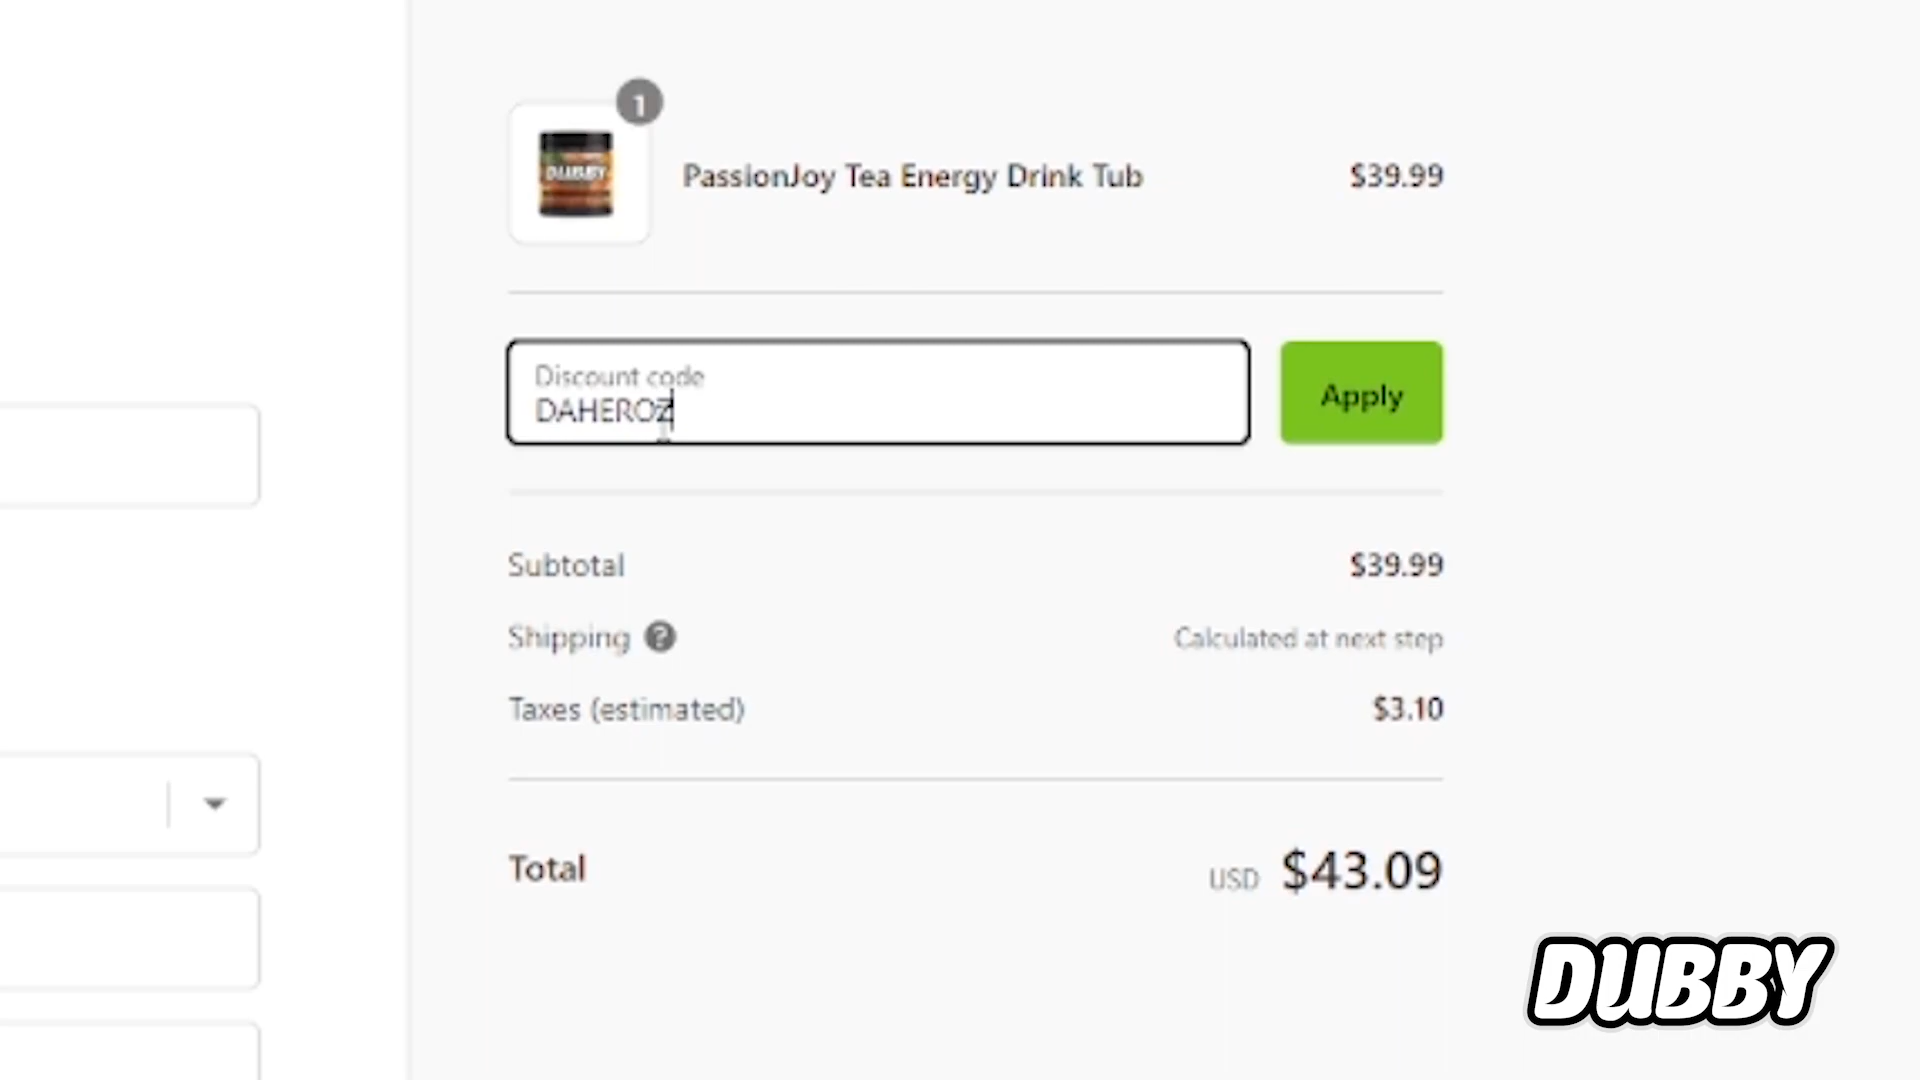 1
DUBBY
PassionJoy Tea Energy Drink Tub $39.99
Discount code
DAHEROZ
Apply
Subtotal $39.99
Shipping ? Calculated at next step
Taxes (estimated) $3.10
Total USD $43.09
DUBBY